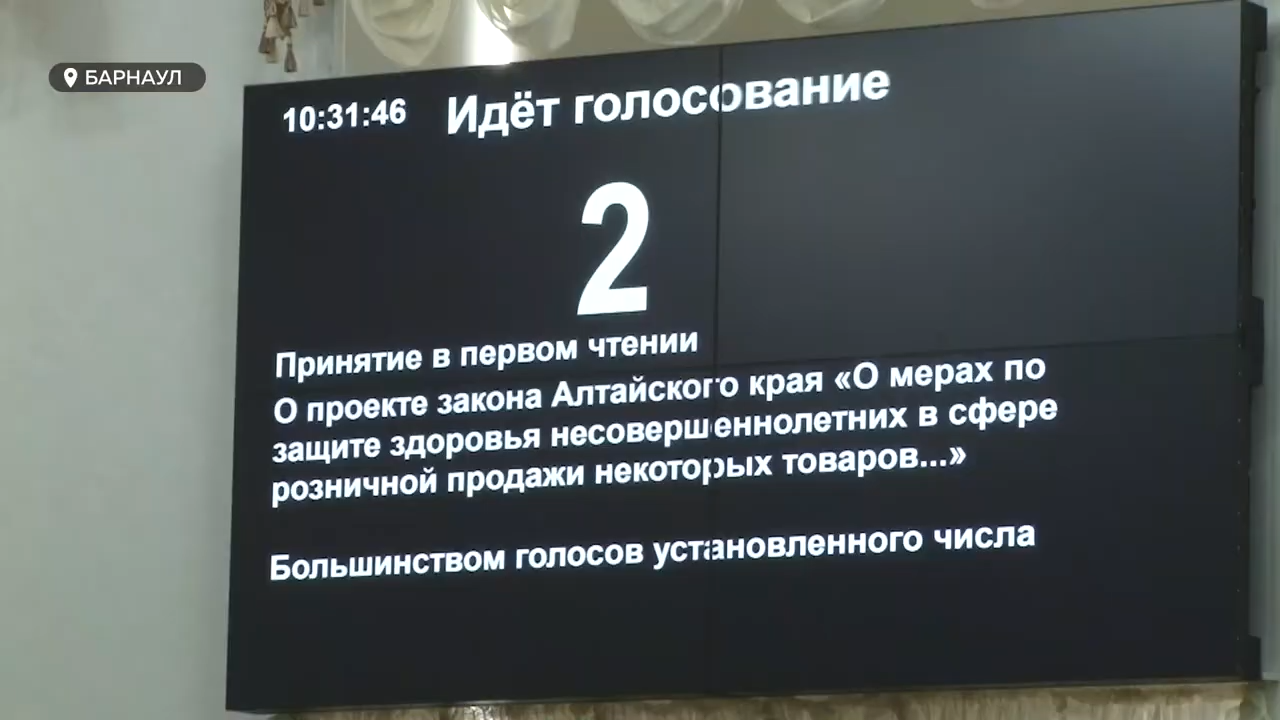 БАРНАУЛ
10:31:46 Идёт голосование
2
Принятие в первом чтении
О проекте закона Алтайского края «О мерах по
защите здоровья несовершеннолетних в сфере
розничной продажи некоторых товаров...»
Большинством голосов установленного числа